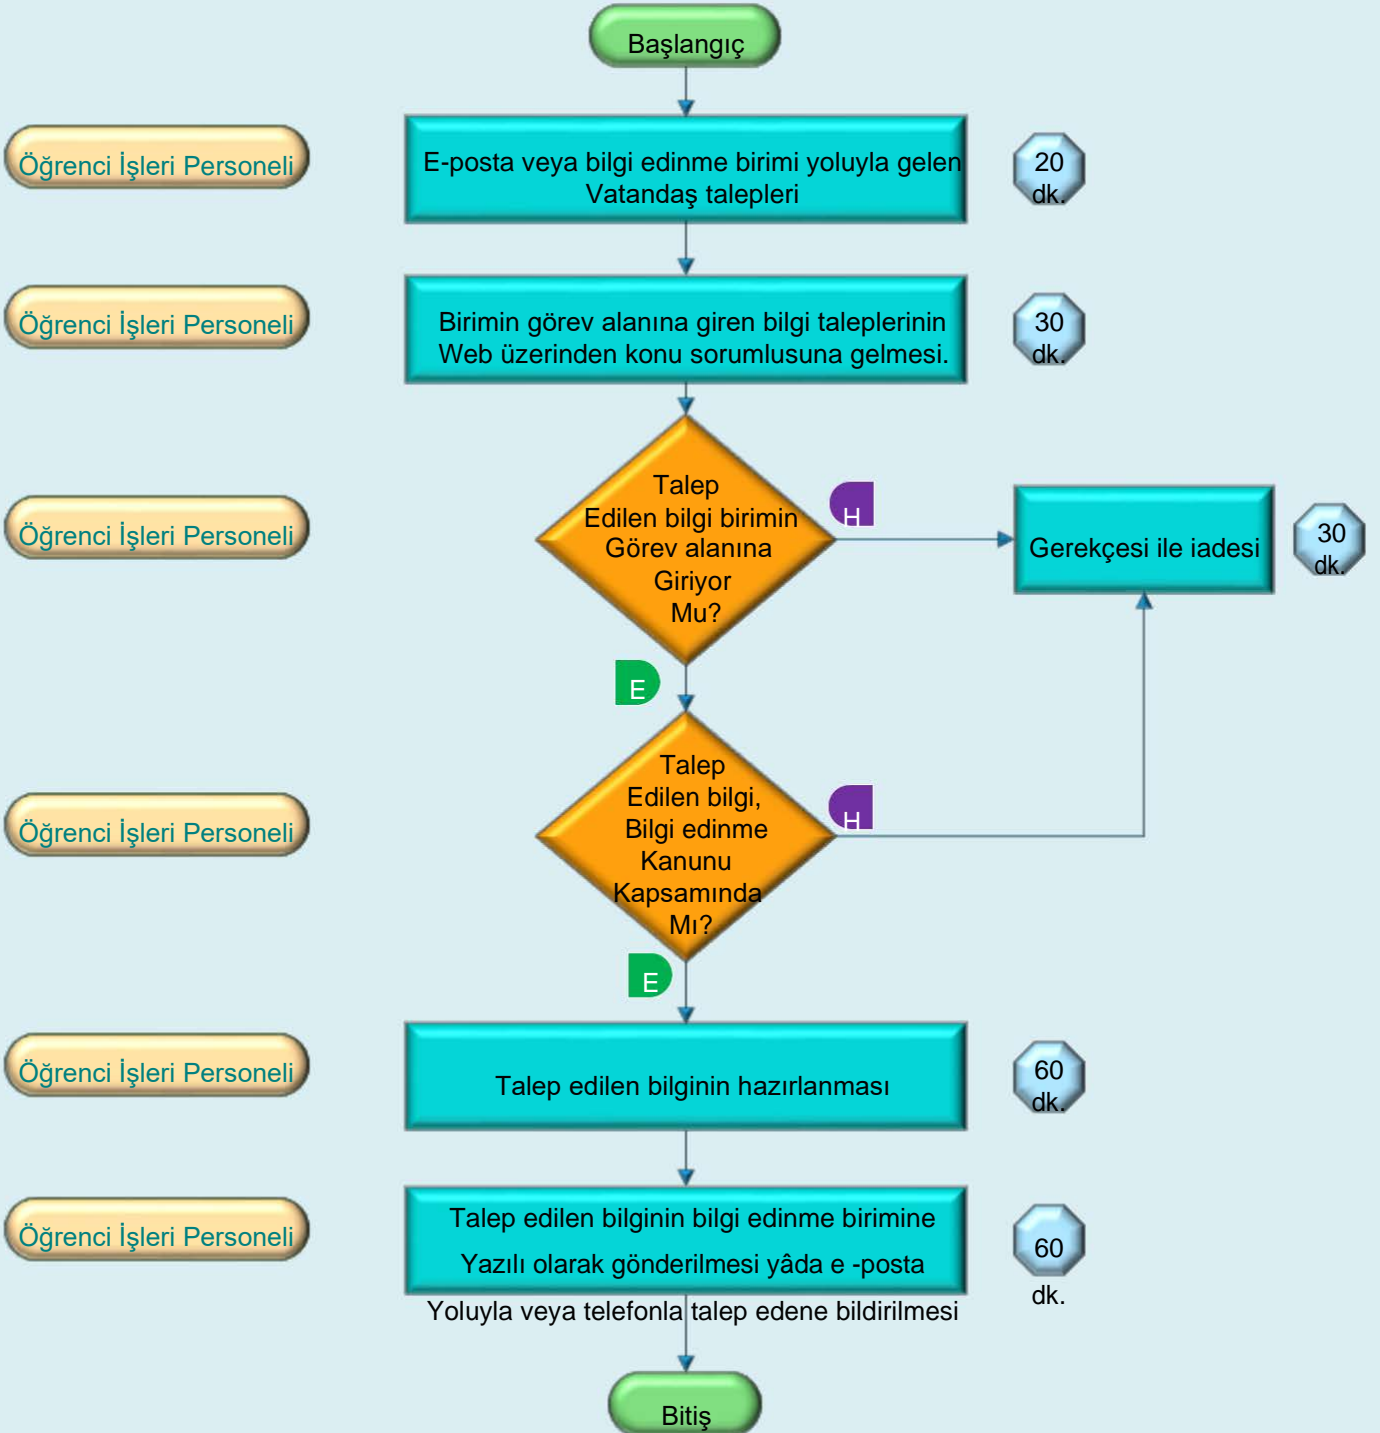 Başlangıç
Öğrenci İşleri Personeli
E-posta veya bilgi edinme birimi yoluyla gelen
Vatandaş talepleri
20
dk.
Öğrenci İşleri Personeli
Birimin görev alanına giren bilgi taleplerinin
Web üzerinden konu sorumlusuna gelmesi.
30
dk.
Öğrenci İşleri Personeli
Talep
Edilen bilgi birimin
Görev alanına
Giriyor
Mu?
H
Gerekçesi ile iadesi
30
dk.
E
Öğrenci İşleri Personeli
Talep
Edilen bilgi,
Bilgi edinme
Kanunu
Kapsamında
Mı?
H
E
Öğrenci İşleri Personeli
Talep edilen bilginin hazırlanması
60
dk.
Öğrenci İşleri Personeli
Talep edilen bilginin bilgi edinme birimine
Yazılı olarak gönderilmesi yâda e -posta
Yoluyla veya telefonla talep edene bildirilmesi
60
dk.
Bitiş